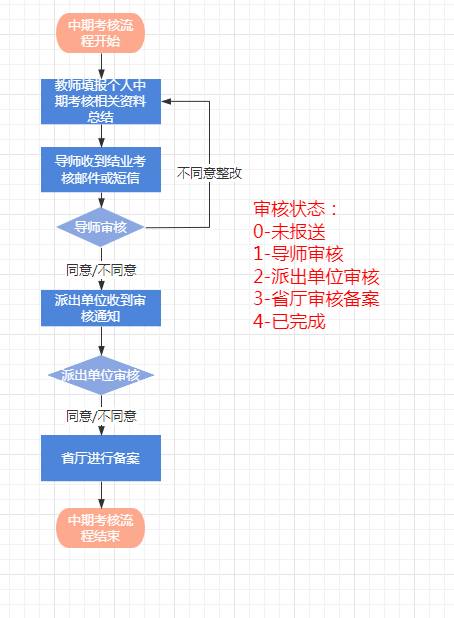 中期考核流
程开始
教师填报个人中
期考核相关资料
总结
导师收到结业考
核邮件或短信
不同意整改
导师审核
审核状态：
0-未报送
1-导师审核
2-派出单位审核
3-省厅审核备案
4-已完成
同意/不同意
派出单位收到审
核通知
派出单位审核
同意/不同意
省厅进行备案
中期考核流
程结束